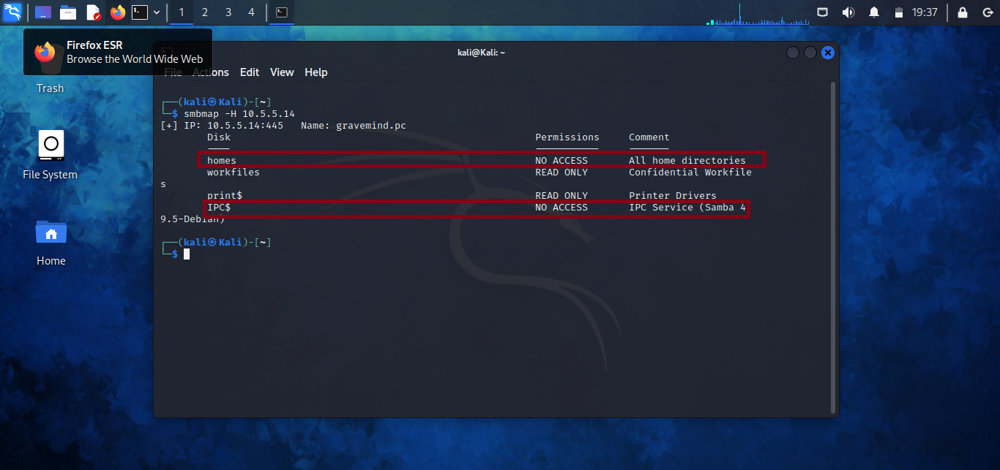 1 2 3 4 19:37
Firefox ESR
Browse the World Wide Web
kali@Kali: ~
File Actions Edit View Help
Trash
File System
Home
┌──(kali㉿Kali)-[~]
└─$ smbmap -H 10.5.5.14
[+] IP: 10.5.5.14:445 Name: gravemind.pc
Disk Permissions Comment
homes NO ACCESS All home directories
workfiles READ ONLY Confidential Workfile
s
print$ READ ONLY Printer Drivers
IPC$ NO ACCESS IPC Service (Samba 4
9.5-Debian)
┌──(kali㉿Kali)-[~]
└─$